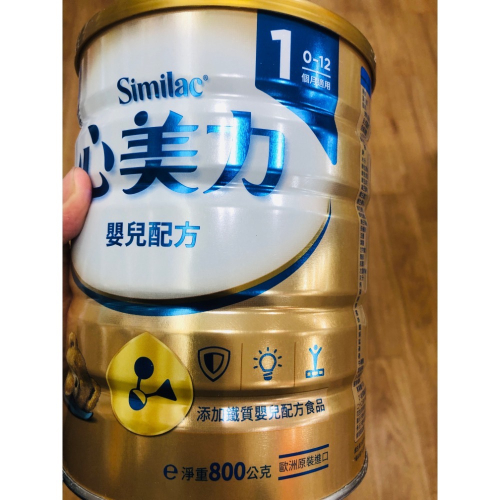 1
0-12
個月適用
Similac®
心美力
嬰兒配方
添加鐵質嬰兒配方食品
℮淨重800公克
歐洲原裝進口